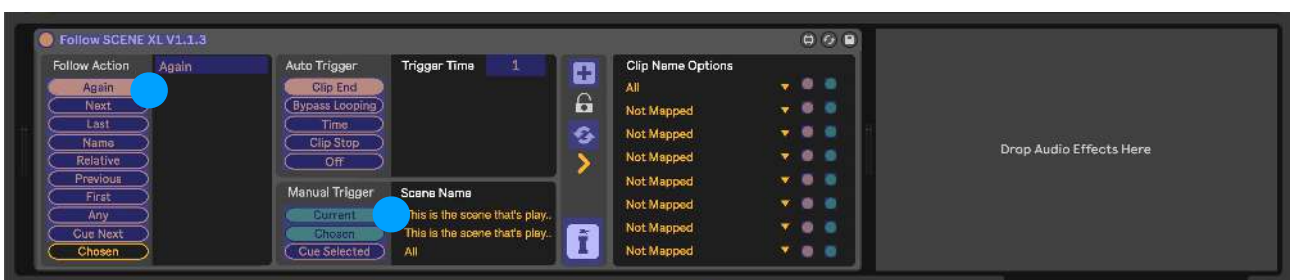 Follow SCENE XL V1.1.3
Follow Action
Again
Again
Next
Last
Name
Relative
Previous
First
Any
Cue Next
Chosen
Auto Trigger
Trigger Time
1
Clip End
Bypass Looping
Time
Clip Stop
Off
Manual Trigger
Scene Name
Current
This is the scene that's play..
Chosen
This is the scene that's play..
Cue Selected
All
Clip Name Options
All
Not Mapped
Not Mapped
Not Mapped
Not Mapped
Not Mapped
Not Mapped
Not Mapped
Drop Audio Effects Here